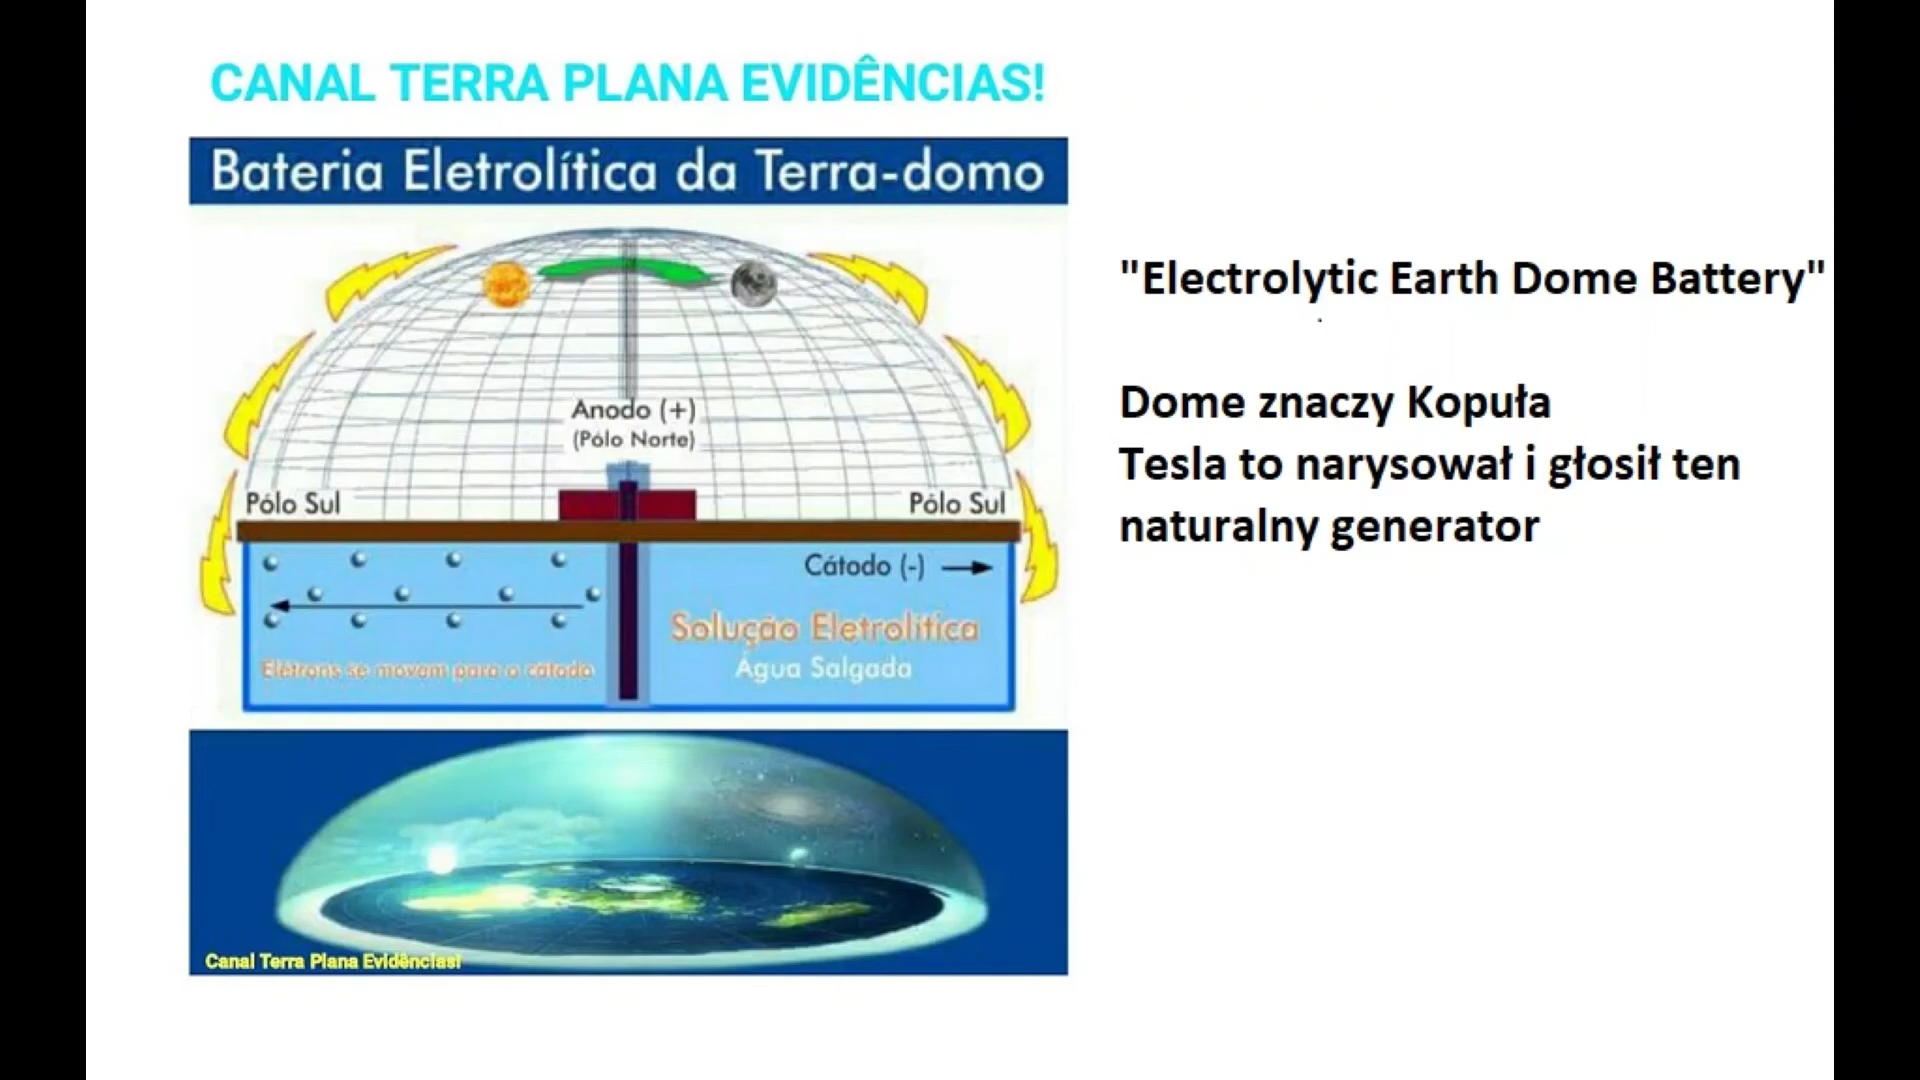 CANAL TERRA PLANA EVIDÊNCIAS!
Bateria Eletrolítica da Terra-domo
Anodo (+)
(Pólo Norte)
Pólo Sul
Pólo Sul
Cátodo (-)
Solução Eletrolítica
Água Salgada
Elétrons se movem para o cátodo
Canal Terra Plana Evidências!
"Electrolytic Earth Dome Battery"
Dome znaczy Kopuła
Tesla to narysował i głosił ten
naturalny generator